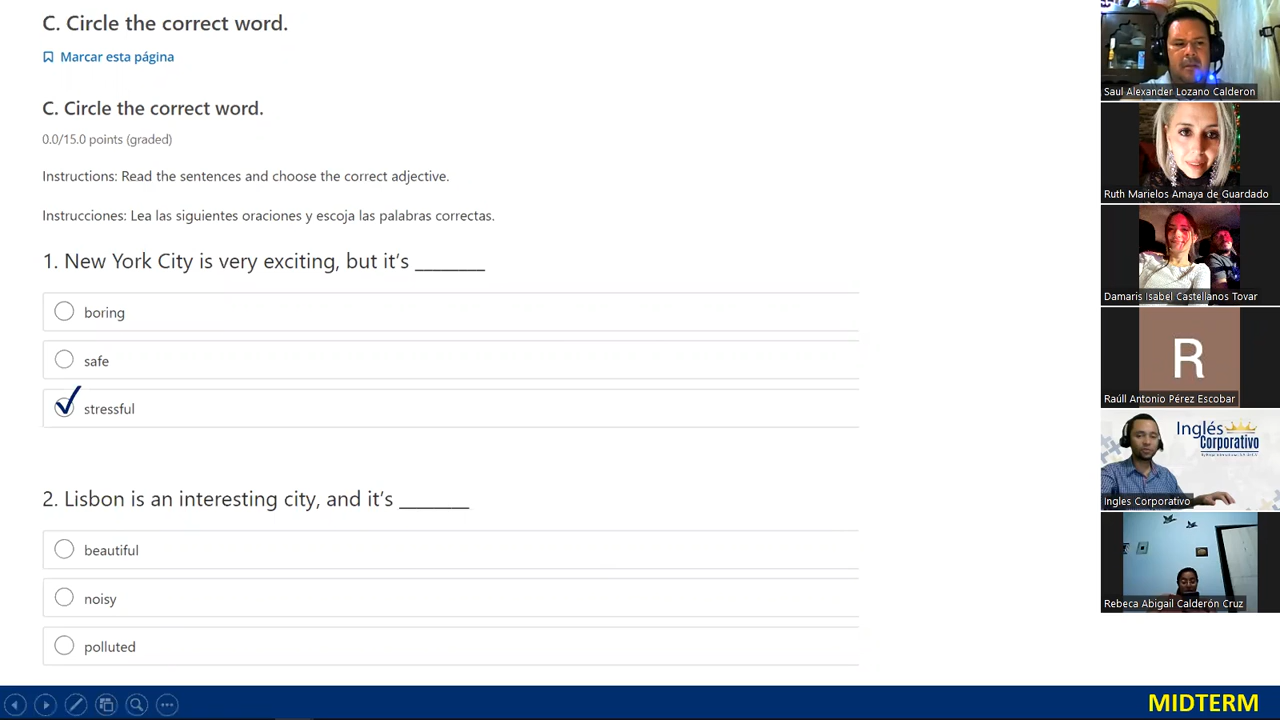 C. Circle the correct word.
Marcar esta página
C. Circle the correct word.
0.0/15.0 points (graded)
Instructions: Read the sentences and choose the correct adjective.
Instrucciones: Lea las siguientes oraciones y escoja las palabras correctas.
1. New York City is very exciting, but it’s ________
boring
safe
stressful
2. Lisbon is an interesting city, and it’s ________
beautiful
noisy
polluted
MIDTERM
Saul Alexander Lozano Calderon
Ruth Marielos Amaya de Guardado
Damaris Isabel Castellanos Tovar
R
Raúll Antonio Pérez Escobar
Inglés
Corporativo
Ingles Corporativo
Rebeca Abigail Calderón Cruz